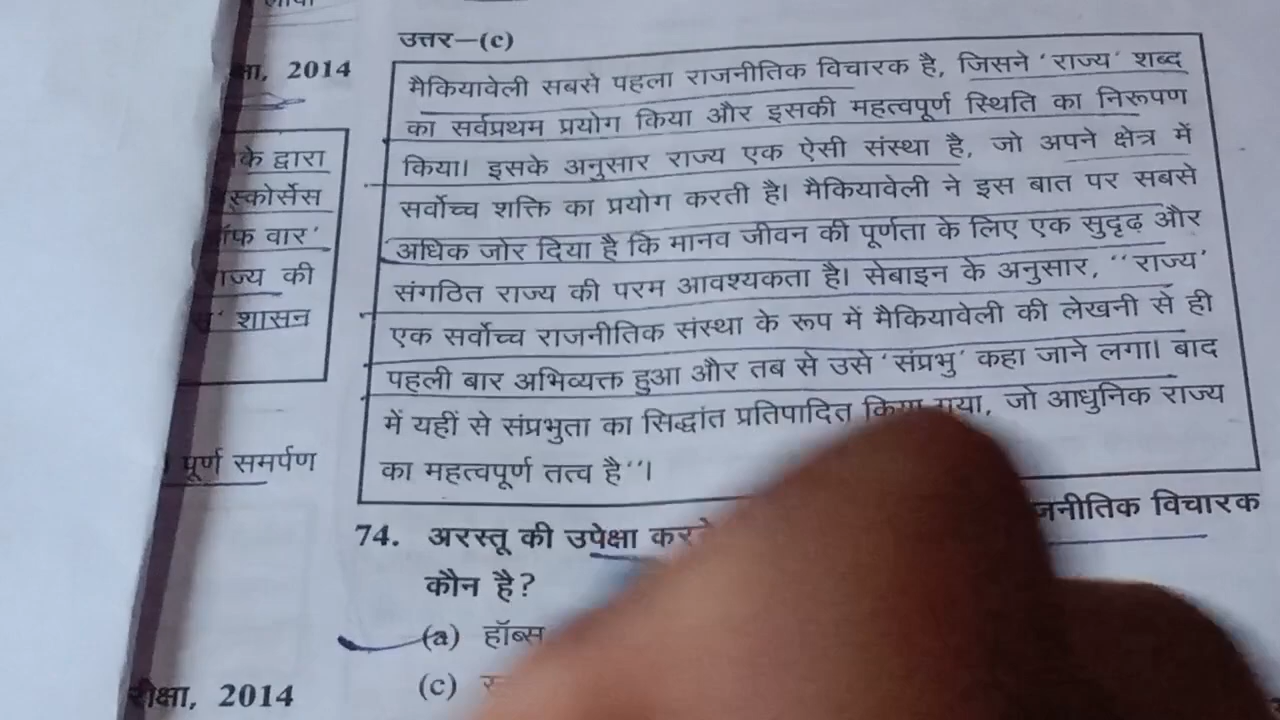 2014
के द्वारा
स्कोर्सेस
वार'
राज्य की
शासन
पूर्ण समर्पण
2014
उत्तर–(c)
मैकियावेली सबसे पहला राजनीतिक विचारक है, जिसने 'राज्य' शब्द
का सर्वप्रथम प्रयोग किया और इसकी महत्वपूर्ण स्थिति का निरूपण
किया। इसके अनुसार राज्य एक ऐसी संस्था है, जो अपने क्षेत्र में
सर्वोच्च शक्ति का प्रयोग करती है। मैकियावेली ने इस बात पर सबसे
अधिक जोर दिया है कि मानव जीवन की पूर्णता के लिए एक सुदृढ़ और
संगठित राज्य की परम आवश्यकता है। सेबाइन के अनुसार, ''राज्य'
एक सर्वोच्च राजनीतिक संस्था के रूप में मैकियावेली की लेखनी से ही
पहली बार अभिव्यक्त हुआ और तब से उसे 'संप्रभु' कहा जाने लगा। बाद
में यहीं से संप्रभुता का सिद्धांत प्रतिपादित किया गया, जो आधुनिक राज्य
का महत्वपूर्ण तत्व है''।
74. अरस्तू की उपेक्षा विचारक
कौन है?
(a) हॉब्स
(c)